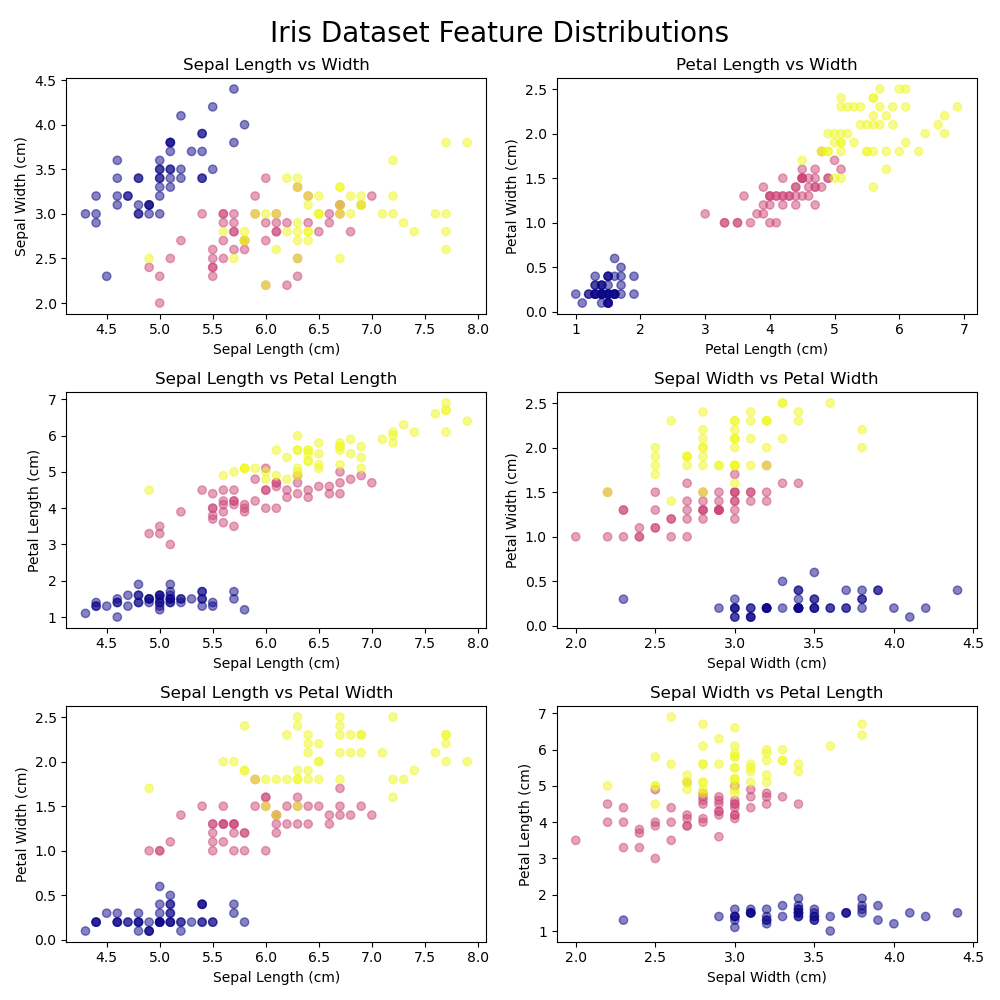 Iris Dataset Feature Distributions
Sepal Length vs Width
4.5
4.0
3.5
3.0
2.5
2.0
Sepal Width (cm)
4.5 5.0 5.5 6.0 6.5 7.0 7.5 8.0
Sepal Length (cm)
Petal Length vs Width
2.5
2.0
1.5
1.0
0.5
0.0
Petal Width (cm)
1 2 3 4 5 6 7
Petal Length (cm)
Sepal Length vs Petal Length
7
6
5
4
3
2
1
Petal Length (cm)
4.5 5.0 5.5 6.0 6.5 7.0 7.5 8.0
Sepal Length (cm)
Sepal Width vs Petal Width
2.5
2.0
1.5
1.0
0.5
0.0
Petal Width (cm)
2.0 2.5 3.0 3.5 4.0 4.5
Sepal Width (cm)
Sepal Length vs Petal Width
2.5
2.0
1.5
1.0
0.5
0.0
Petal Width (cm)
4.5 5.0 5.5 6.0 6.5 7.0 7.5 8.0
Sepal Length (cm)
Sepal Width vs Petal Length
7
6
5
4
3
2
1
Petal Length (cm)
2.0 2.5 3.0 3.5 4.0 4.5
Sepal Width (cm)